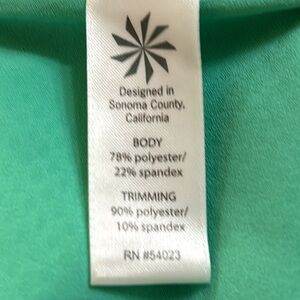 Designed in
Sonoma County,
California
BODY
78% polyester/
22% spandex
TRIMMING
90% polyester/
10% spandex
RN #54023